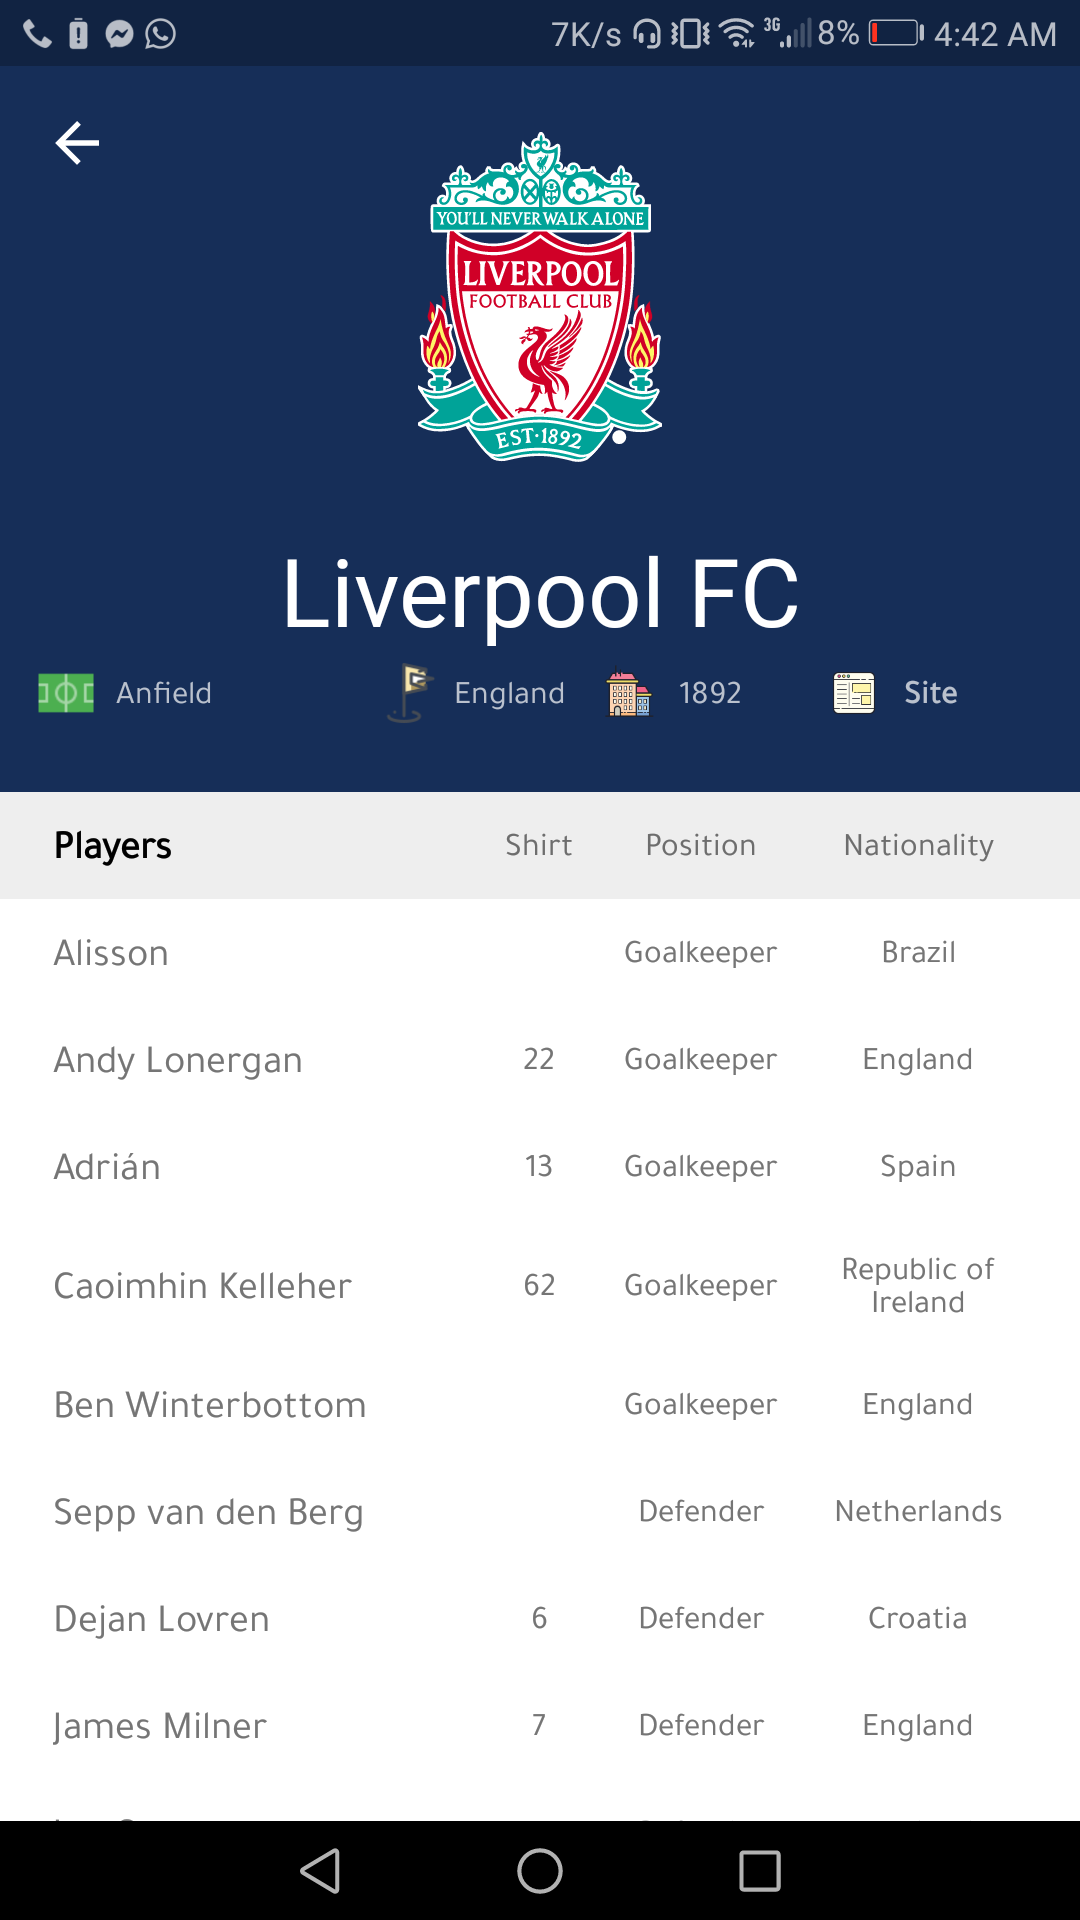 7K/s 3G 8% 4:42 AM
YOU'LL NEVER WALK ALONE
LIVERPOOL
FOOTBALL CLUB
EST·1892
Liverpool FC
Anfield England 1892 Site
Players Shirt Position Nationality
Alisson Goalkeeper Brazil
Andy Lonergan 22 Goalkeeper England
Adrián 13 Goalkeeper Spain
Caoimhin Kelleher 62 Goalkeeper Republic of
Ireland
Ben Winterbottom Goalkeeper England
Sepp van den Berg Defender Netherlands
Dejan Lovren 6 Defender Croatia
James Milner 7 Defender England